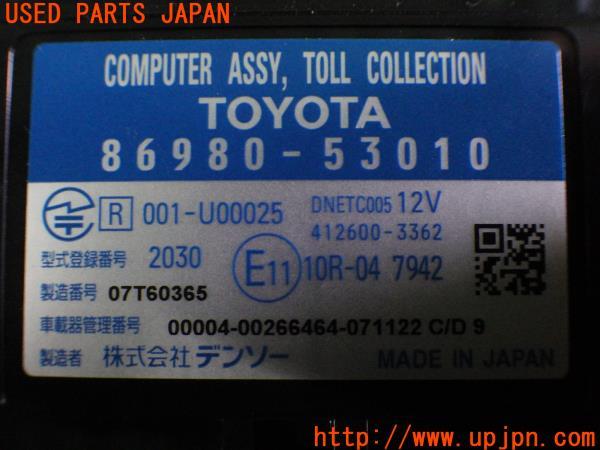 USED PARTS JAPAN
COMPUTER ASSY, TOLL COLLECTION
TOYOTA
86980-53010
R 001-U00025 DNETC005 12V
412600-3362
型式登録番号 2030 E11 10R-04 7942
製造番号 07T60365
車載器管理番号 00004-00266464-071122 C/D 9
製造者 株式会社 デンソー MADE IN JAPAN
http://www.upjpn.com